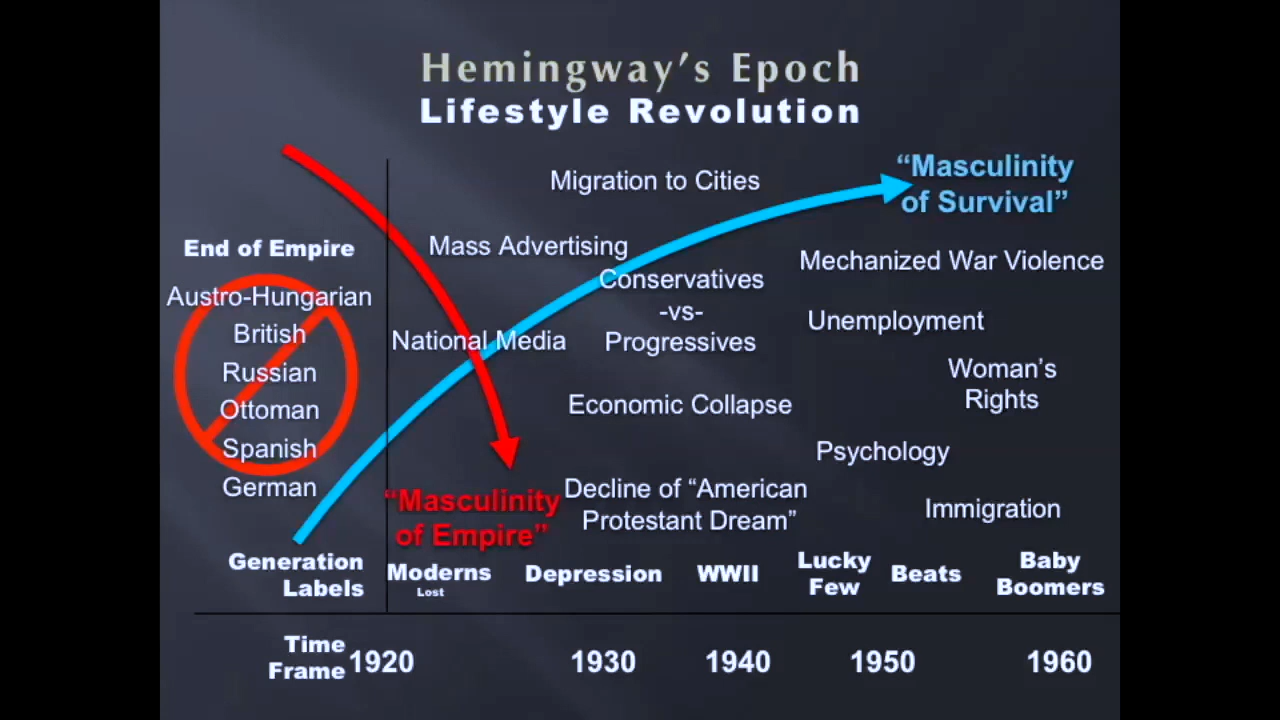 Hemingway's Epoch
Lifestyle Revolution
"Masculinity
of Survival"
Migration to Cities
End of Empire
Mass Advertising
Mechanized War Violence
Conservatives
-vs-
Progressives
Austro-Hungarian
British
Russian
Ottoman
Spanish
German
National Media
Unemployment
Woman's
Rights
Economic Collapse
Psychology
"Masculinity
of Empire"
Decline of "American
Protestant Dream"
Immigration
Generation
Labels
Moderns
Lost
Depression
WWII
Lucky
Few
Beats
Baby
Boomers
Time
Frame
1920
1930
1940
1950
1960